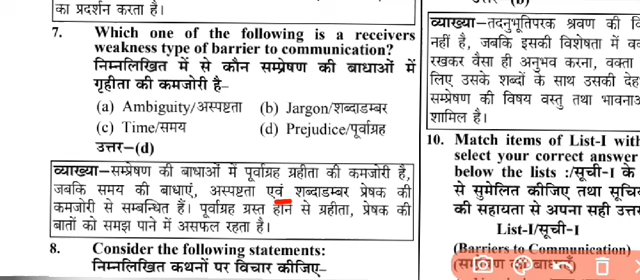 का प्रदर्शन करता है।
7. Which one of the following is a receivers
weakness type of barrier to communication?
निम्नलिखित में से कौन सम्प्रेषण की बाधाओं में
गृहीता की कमजोरी है–
(a) Ambiguity/अस्पष्टता (b) Jargon/शब्दाडम्बर
(c) Time/समय (d) Prejudice/पूर्वाग्रह
उत्तर-(d)
व्याख्या–सम्प्रेषण की बाधाओं में पूर्वाग्रह ग्रहीता की कमजोरी है,
जबकि समय की बाधाएं, अस्पष्टता एवं शब्दाडम्बर प्रेषक की
कमजोरी से सम्बन्धित हैं। पूर्वाग्रह ग्रस्त होने से ग्रहीता, प्रेषक की
बातों को समझ पाने में असफल रहता है।
8. Consider the following statements:
निम्नलिखित कथनों पर विचार कीजिए–
उत्तर-(b)
व्याख्या–तदनुभूतिपरक श्रवण की
नहीं है, जबकि इसकी विशेषता में
रखकर वैसा ही अनुभव करना, वक्ता
लिए उसके शब्दों के साथ उसकी
सम्प्रेषण की विषय वस्तु तथा
शामिल है।
10. Match items of List-I with
select your correct answer
below the lists :/सूची-I के
से सुमेलित कीजिए तथा
की सहायता से अपना सही
List-I/सूची-I
(Barriers to Communication)